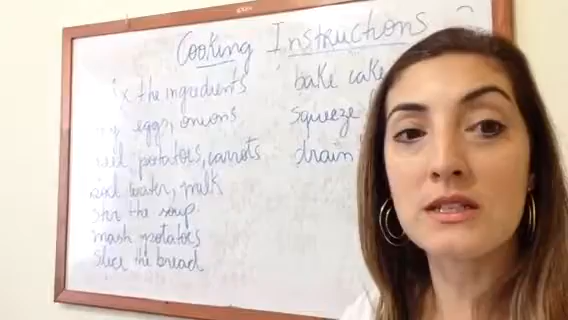 Cooking Instructions
ix the ingredients
eggs, onions
potatoes, carrots
water, milk
stir the soup
mash potatoes
slice the bread
bake cake
squeeze
drain